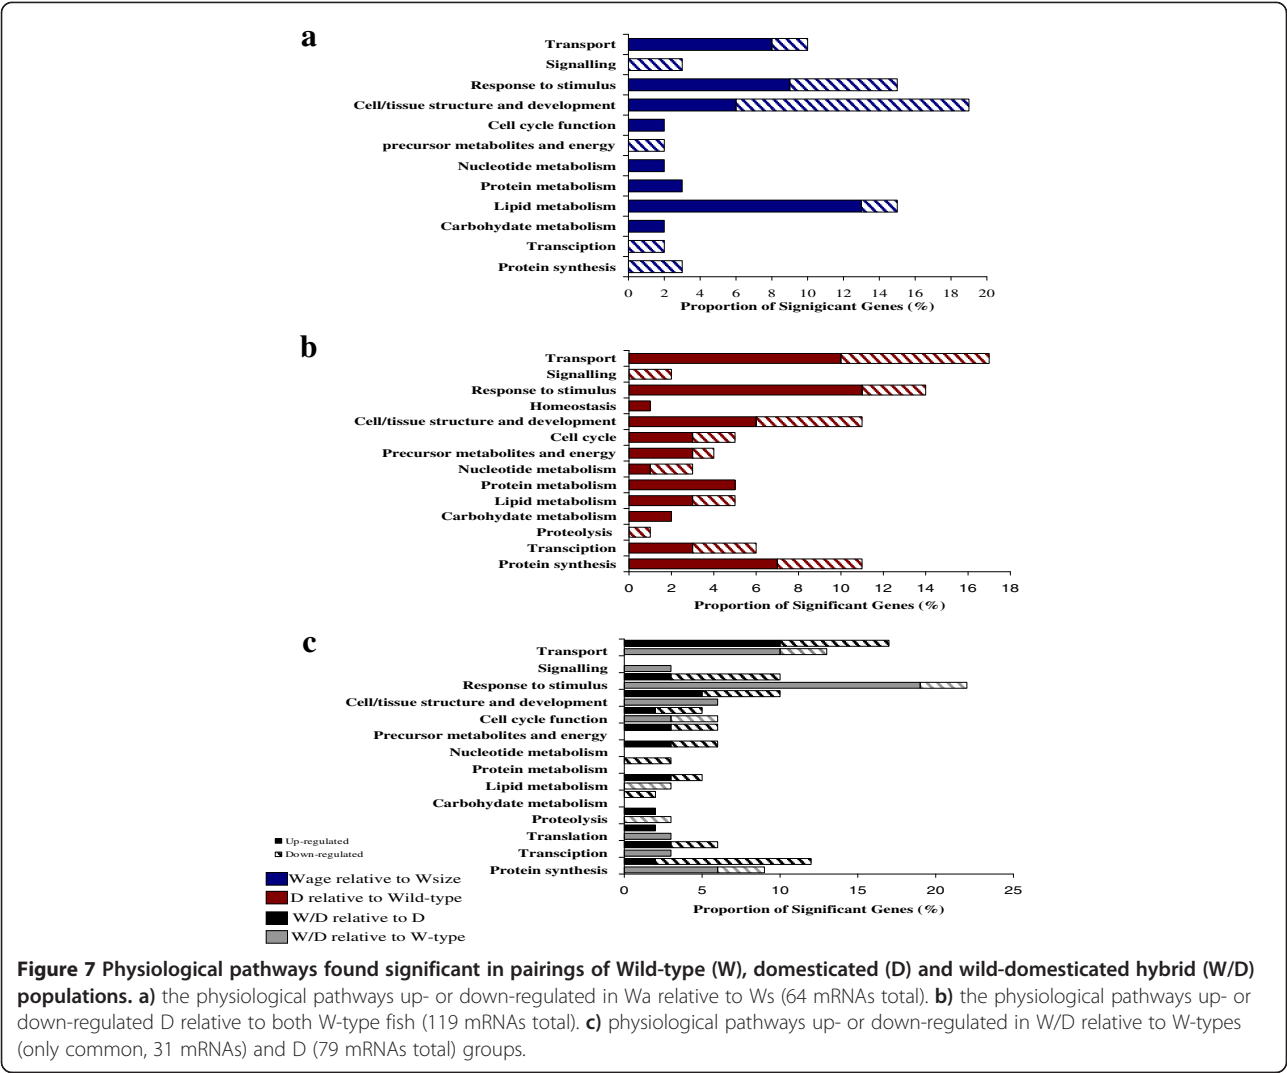 a
Transport
Signalling
Response to stimulus
Cell/tissue structure and development
Cell cycle function
precursor metabolites and energy
Nucleotide metabolism
Protein metabolism
Lipid metabolism
Carbohydate metabolism
Transciption
Protein synthesis
0 2 4 6 8 10 12 14 16 18 20
Proportion of Signigicant Genes (%)
b
Transport
Signalling
Response to stimulus
Homeostasis
Cell/tissue structure and development
Cell cycle
Precursor metabolites and energy
Nucleotide metabolism
Protein metabolism
Lipid metabolism
Carbohydate metabolism
Proteolysis
Transciption
Protein synthesis
0 2 4 6 8 10 12 14 16 18
Proportion of Significant Genes (%)
c
Transport
Signalling
Response to stimulus
Cell/tissue structure and development
Cell cycle function
Precursor metabolites and energy
Nucleotide metabolism
Protein metabolism
Lipid metabolism
Carbohydate metabolism
Proteolysis
Translation
Transciption
Protein synthesis
0 5 10 15 20 25
Proportion of Significant Genes (%)
Up-regulated
Down-regulated
Wage relative to Wsize
D relative to Wild-type
W/D relative to D
W/D relative to W-type
Figure 7 Physiological pathways found significant in pairings of Wild-type (W), domesticated (D) and wild-domesticated hybrid (W/D)
populations. a) the physiological pathways up- or down-regulated in Wa relative to Ws (64 mRNAs total). b) the physiological pathways up- or
down-regulated D relative to both W-type fish (119 mRNAs total). c) physiological pathways up- or down-regulated in W/D relative to W-types
(only common, 31 mRNAs) and D (79 mRNAs total) groups.